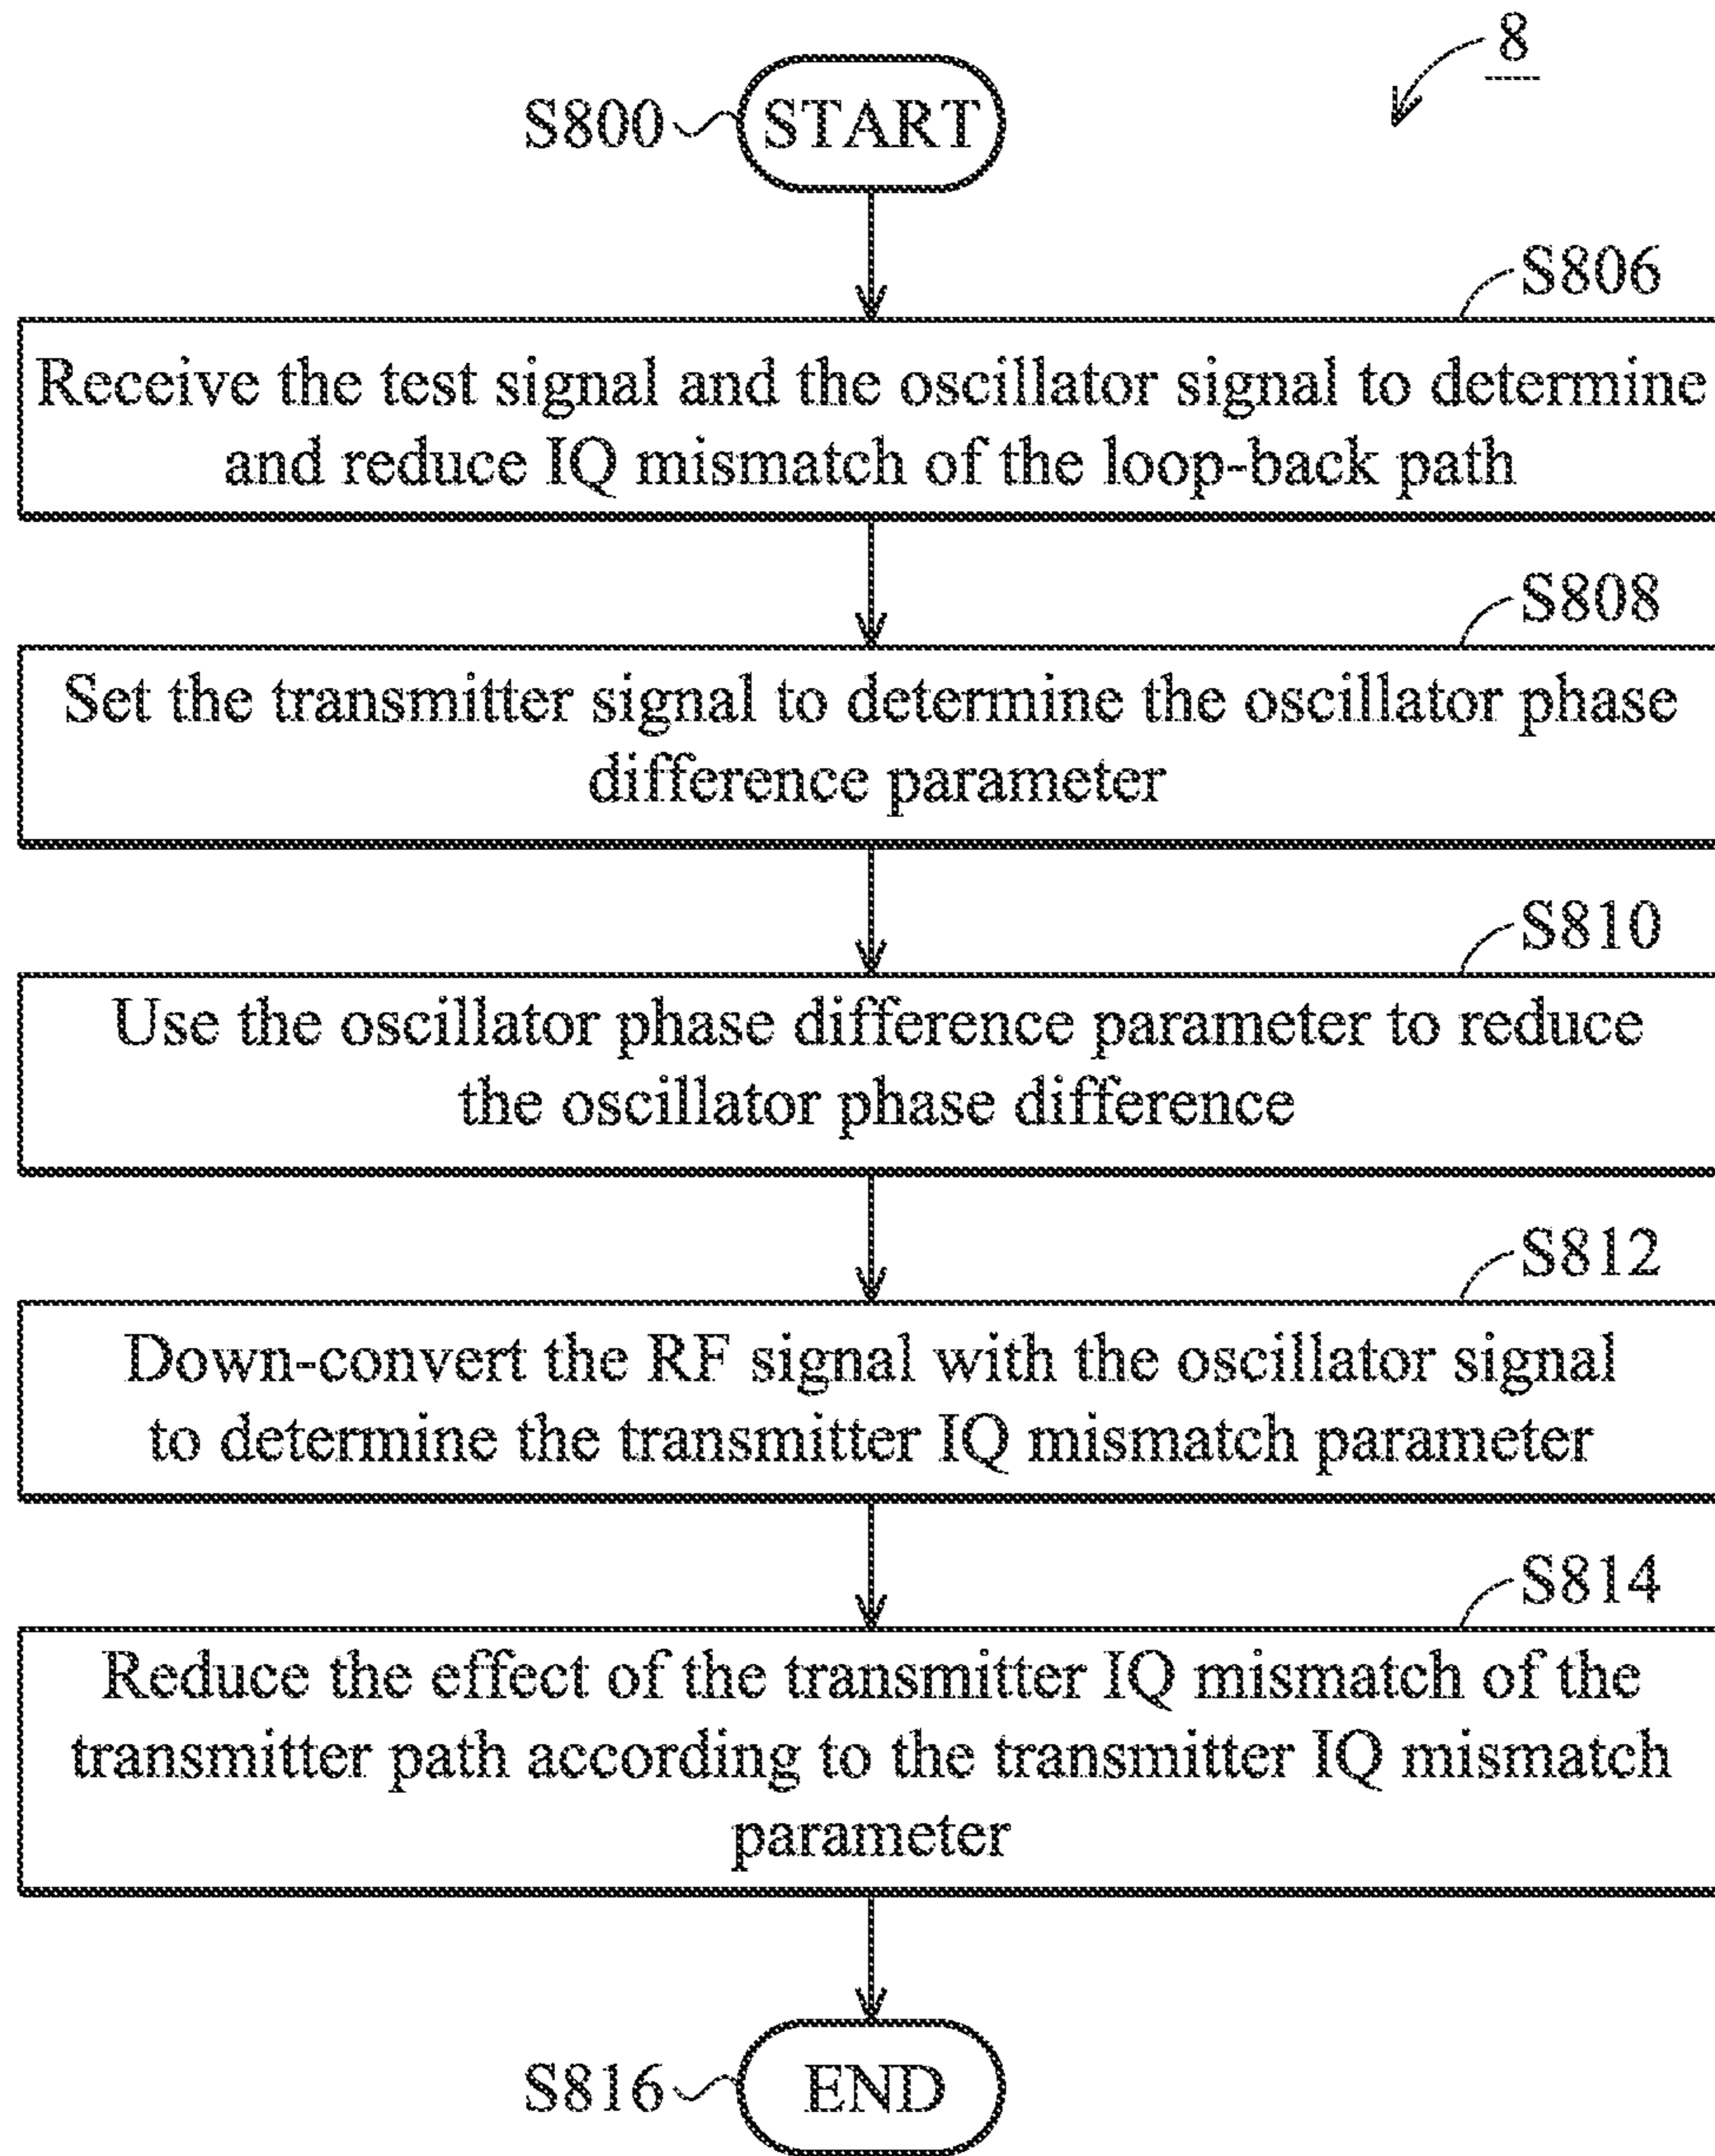 8
S800 START
S806
Receive the test signal and the oscillator signal to determine
and reduce IQ mismatch of the loop-back path
S808
Set the transmitter signal to determine the oscillator phase
difference parameter
S810
Use the oscillator phase difference parameter to reduce
the oscillator phase difference
S812
Down-convert the RF signal with the oscillator signal
to determine the transmitter IQ mismatch parameter
S814
Reduce the effect of the transmitter IQ mismatch of the
transmitter path according to the transmitter IQ mismatch
parameter
S816 END